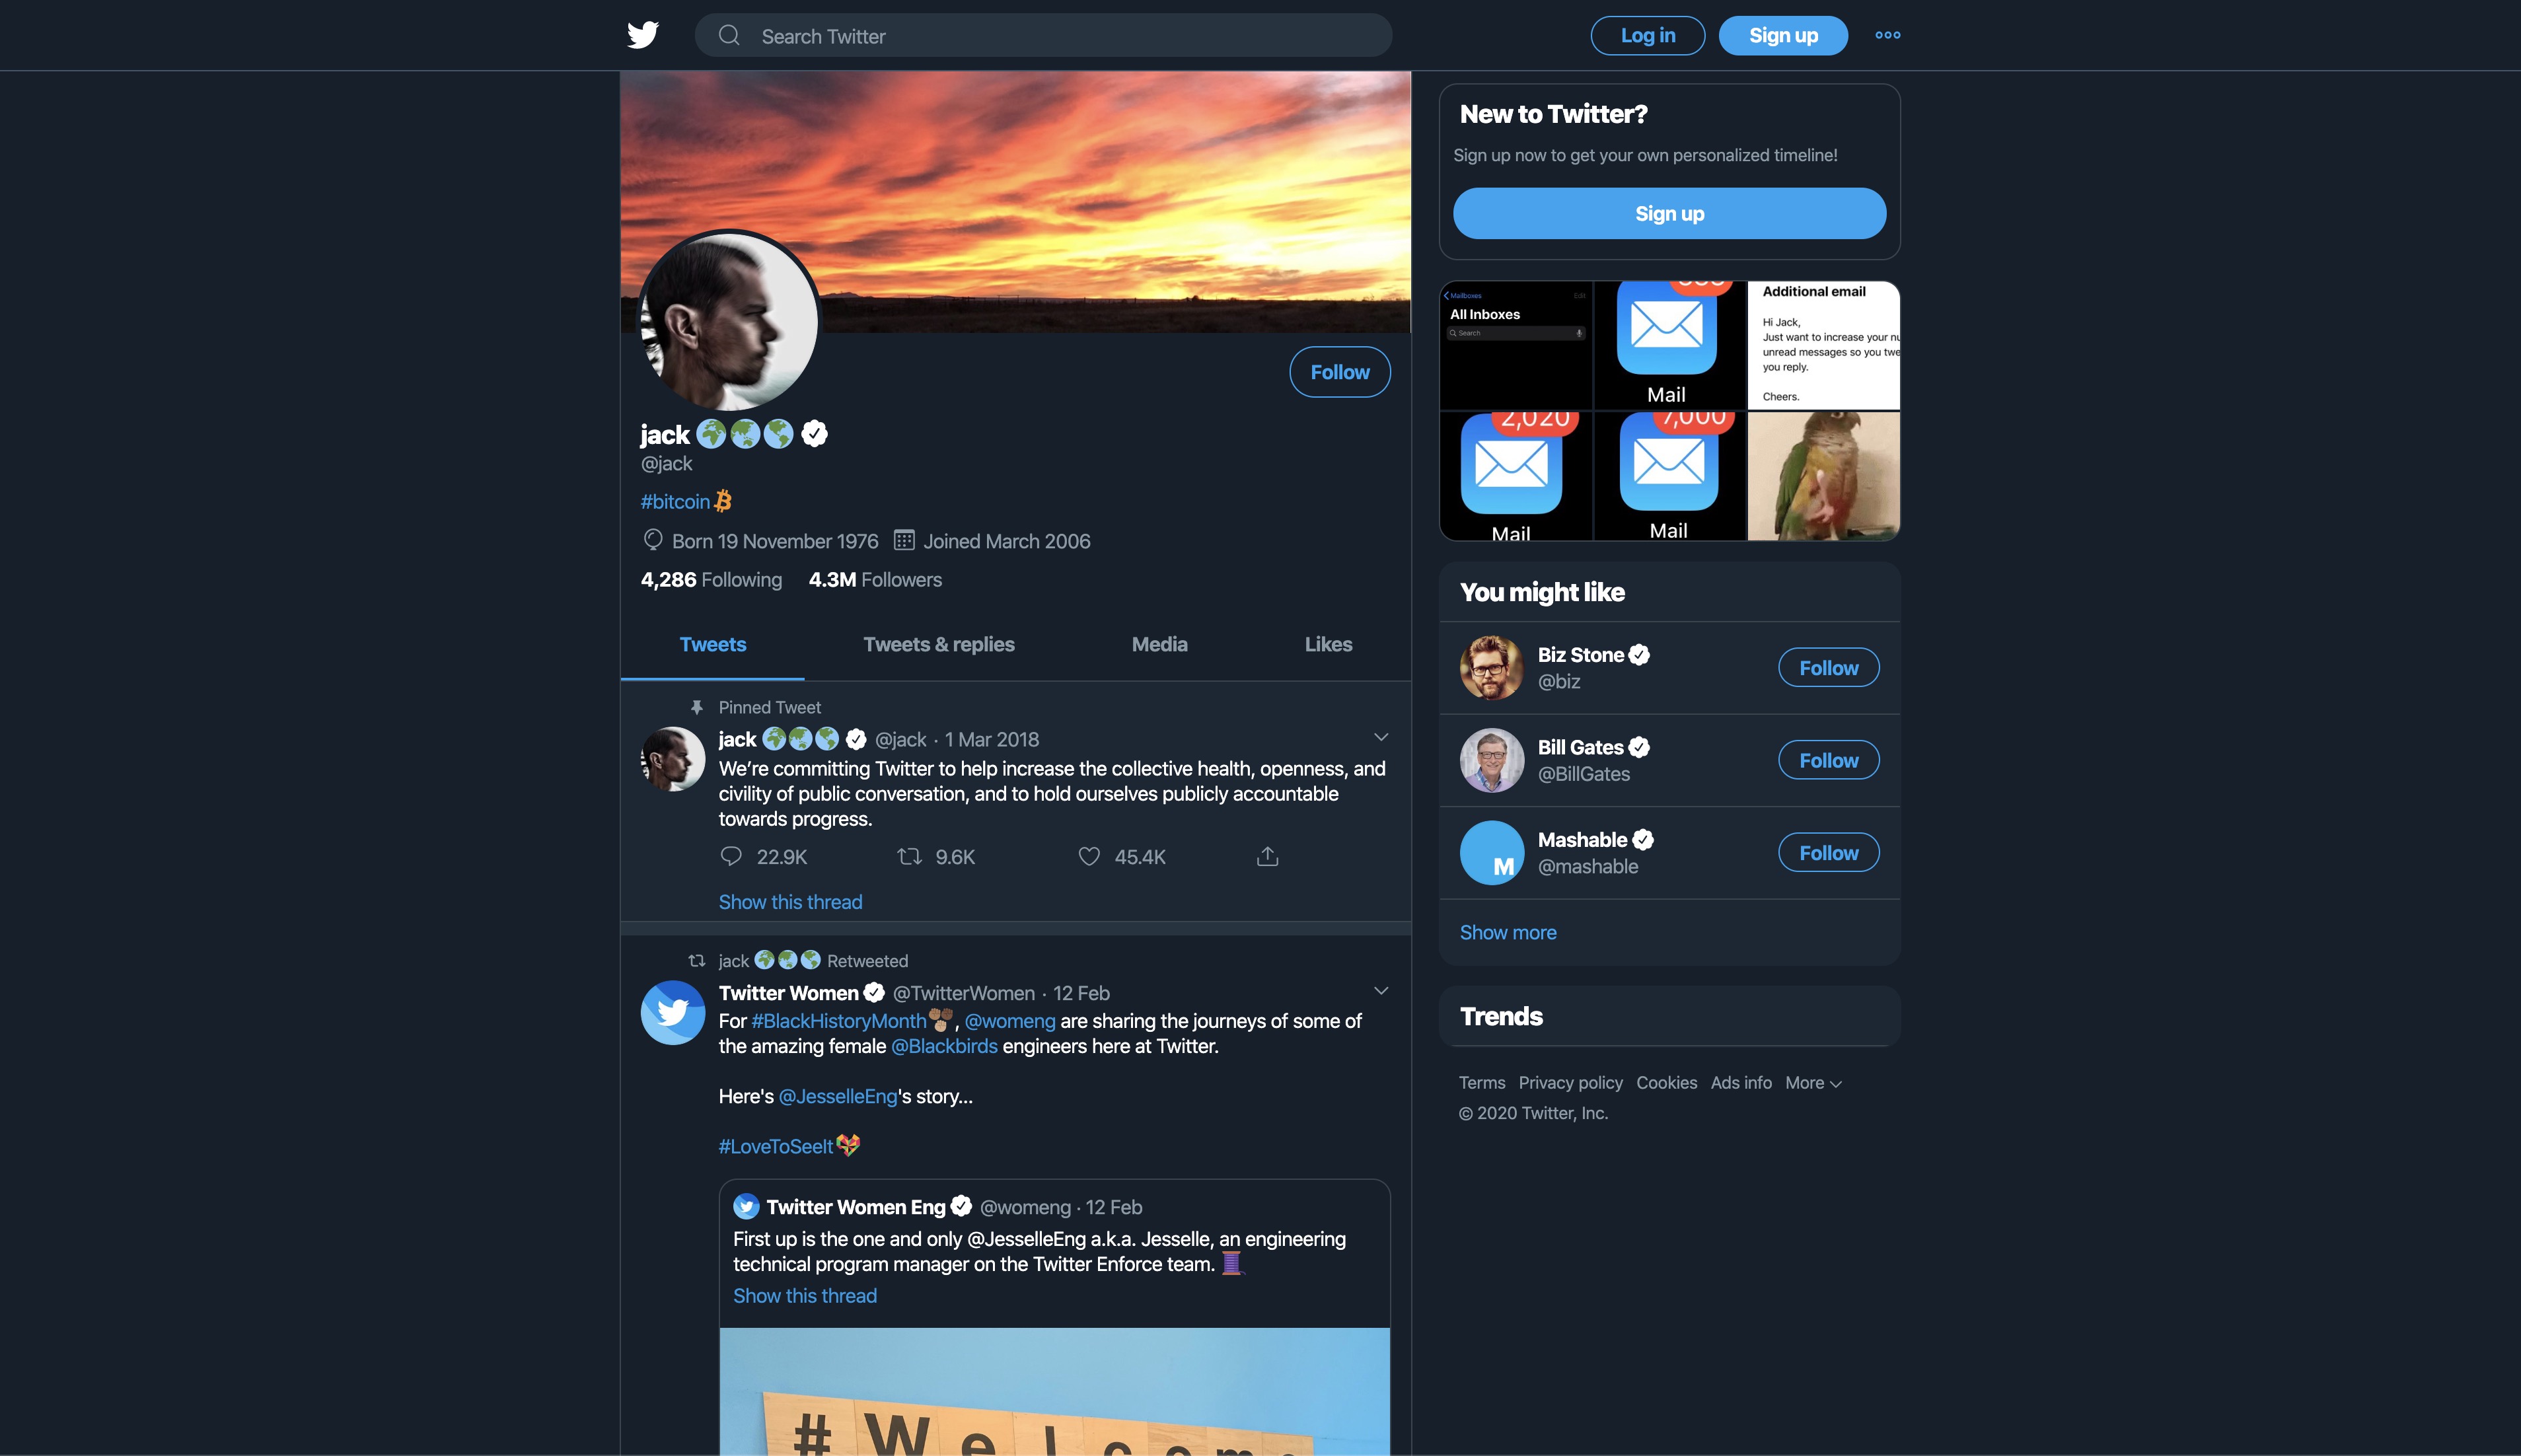 Search Twitter
Log in
Sign up
jack
@jack
#bitcoin
Born 19 November 1976 Joined March 2006
4,286 Following 4.3M Followers
Follow
Tweets Tweets & replies Media Likes
Pinned Tweet
jack @jack · 1 Mar 2018
We’re committing Twitter to help increase the collective health, openness, and
civility of public conversation, and to hold ourselves publicly accountable
towards progress.
22.9K 9.6K 45.4K
Show this thread
jack Retweeted
Twitter Women @TwitterWomen · 12 Feb
For #BlackHistoryMonth, @womeng are sharing the journeys of some of
the amazing female @Blackbirds engineers here at Twitter.
Here's @JesselleEng's story...
#LoveToSeeIt
Twitter Women Eng @womeng · 12 Feb
First up is the one and only @JesselleEng a.k.a. Jesselle, an engineering
technical program manager on the Twitter Enforce team.
Show this thread
# W e l c o m
New to Twitter?
Sign up now to get your own personalized timeline!
Sign up
Mailboxes Edit
All Inboxes
Search
Mail
Additional email
Hi Jack,
Just want to increase your
unread messages so you
you reply.
Cheers.
2,020
Mail
7,000
Mail
You might like
Biz Stone
@biz
Follow
Bill Gates
@BillGates
Follow
M
Mashable
@mashable
Follow
Show more
Trends
Terms Privacy policy Cookies Ads info More
© 2020 Twitter, Inc.